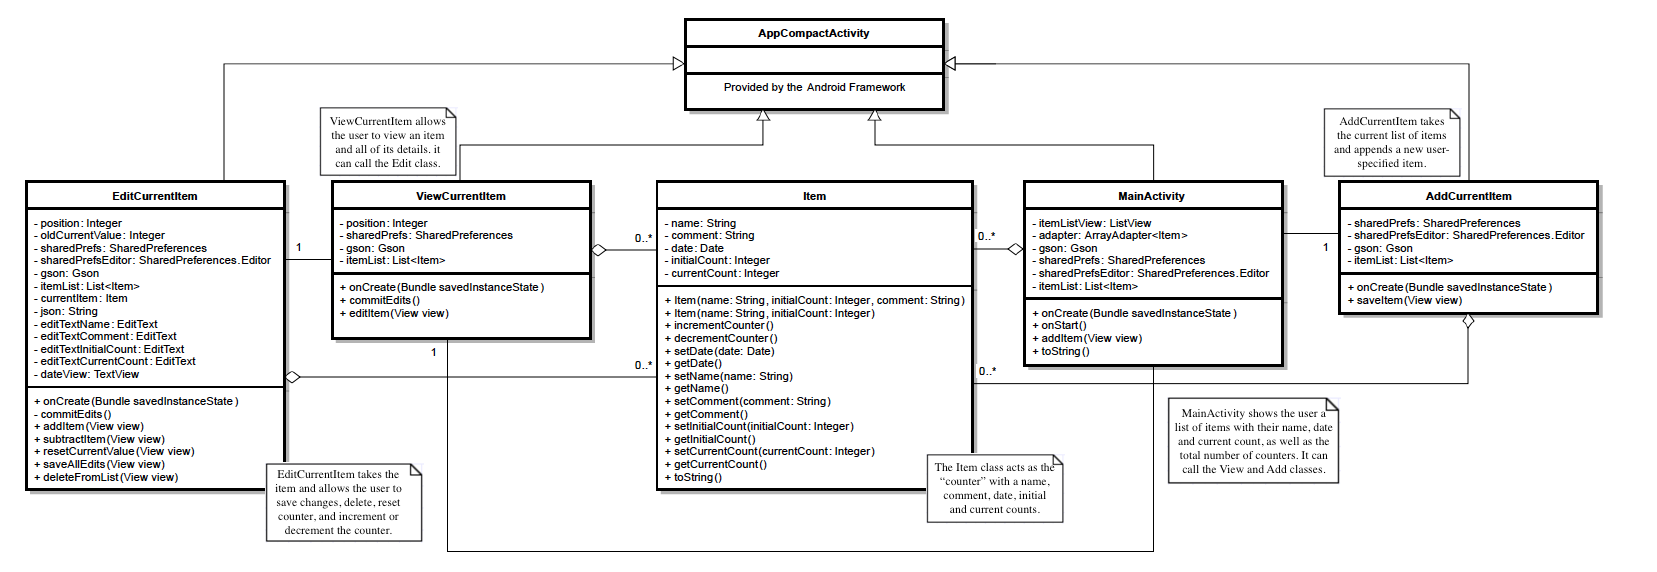 AppCompactActivity
Provided by the Android Framework
ViewCurrentItem allows
the user to view an item
and all of its details. it
can call the Edit class.
AddCurrentItem takes
the current list of items
and appends a new user-
specified item.
EditCurrentItem
- position: Integer
- oldCurrentValue: Integer
- sharedPrefs: SharedPreferences
- sharedPrefsEditor: SharedPreferences.Editor
- gson: Gson
- itemList: List<Item>
- currentItem: Item
- json: String
- editTextName: EditText
- editTextComment: EditText
- editTextInitialCount: EditText
- editTextCurrentCount: EditText
- dateView: TextView
+ onCreate(Bundle savedInstanceState)
- commitEdits()
+ addItem(View view)
+ subtractItem(View view)
+ resetCurrentValue(View view)
+ saveAllEdits(View view)
+ deleteFromList(View view)
1
ViewCurrentItem
- position: Integer
- sharedPrefs: SharedPreferences
- gson: Gson
- itemList: List<Item>
+ onCreate(Bundle savedInstanceState)
+ commitEdits()
+ editItem(View view)
1
0..*
0..*
Item
- name: String
- comment: String
- date: Date
- initialCount: Integer
- currentCount: Integer
+ Item(name: String, initialCount: Integer, comment: String)
+ Item(name: String, initialCount: Integer)
+ incrementCounter()
+ decrementCounter()
+ setDate(date: Date)
+ getDate()
+ setName(name: String)
+ getName()
+ setComment(comment: String)
+ getComment()
+ setInitialCount(initialCount: Integer)
+ getInitialCount()
+ setCurrentCount(currentCount: Integer)
+ getCurrentCount()
+ toString()
0..*
0..*
MainActivity
- itemListView: ListView
- adapter: ArrayAdapter<Item>
- gson: Gson
- sharedPrefs: SharedPreferences
- sharedPrefsEditor: SharedPreferences.Editor
- itemList: List<Item>
+ onCreate(Bundle savedInstanceState)
+ onStart()
+ addItem(View view)
+ toString()
1
AddCurrentItem
- sharedPrefs: SharedPreferences
- sharedPrefsEditor: SharedPreferences.Editor
- gson: Gson
- itemList: List<Item>
+ onCreate(Bundle savedInstanceState)
+ saveItem(View view)
EditCurrentItem takes the
item and allows the user to
save changes, delete, reset
counter, and increment or
decrement the counter.
The Item class acts as the
“counter” with a name,
comment, date, initial
and current counts.
MainActivity shows the user a
list of items with their name, date
and current count, as well as the
total number of counters. It can
call the View and Add classes.